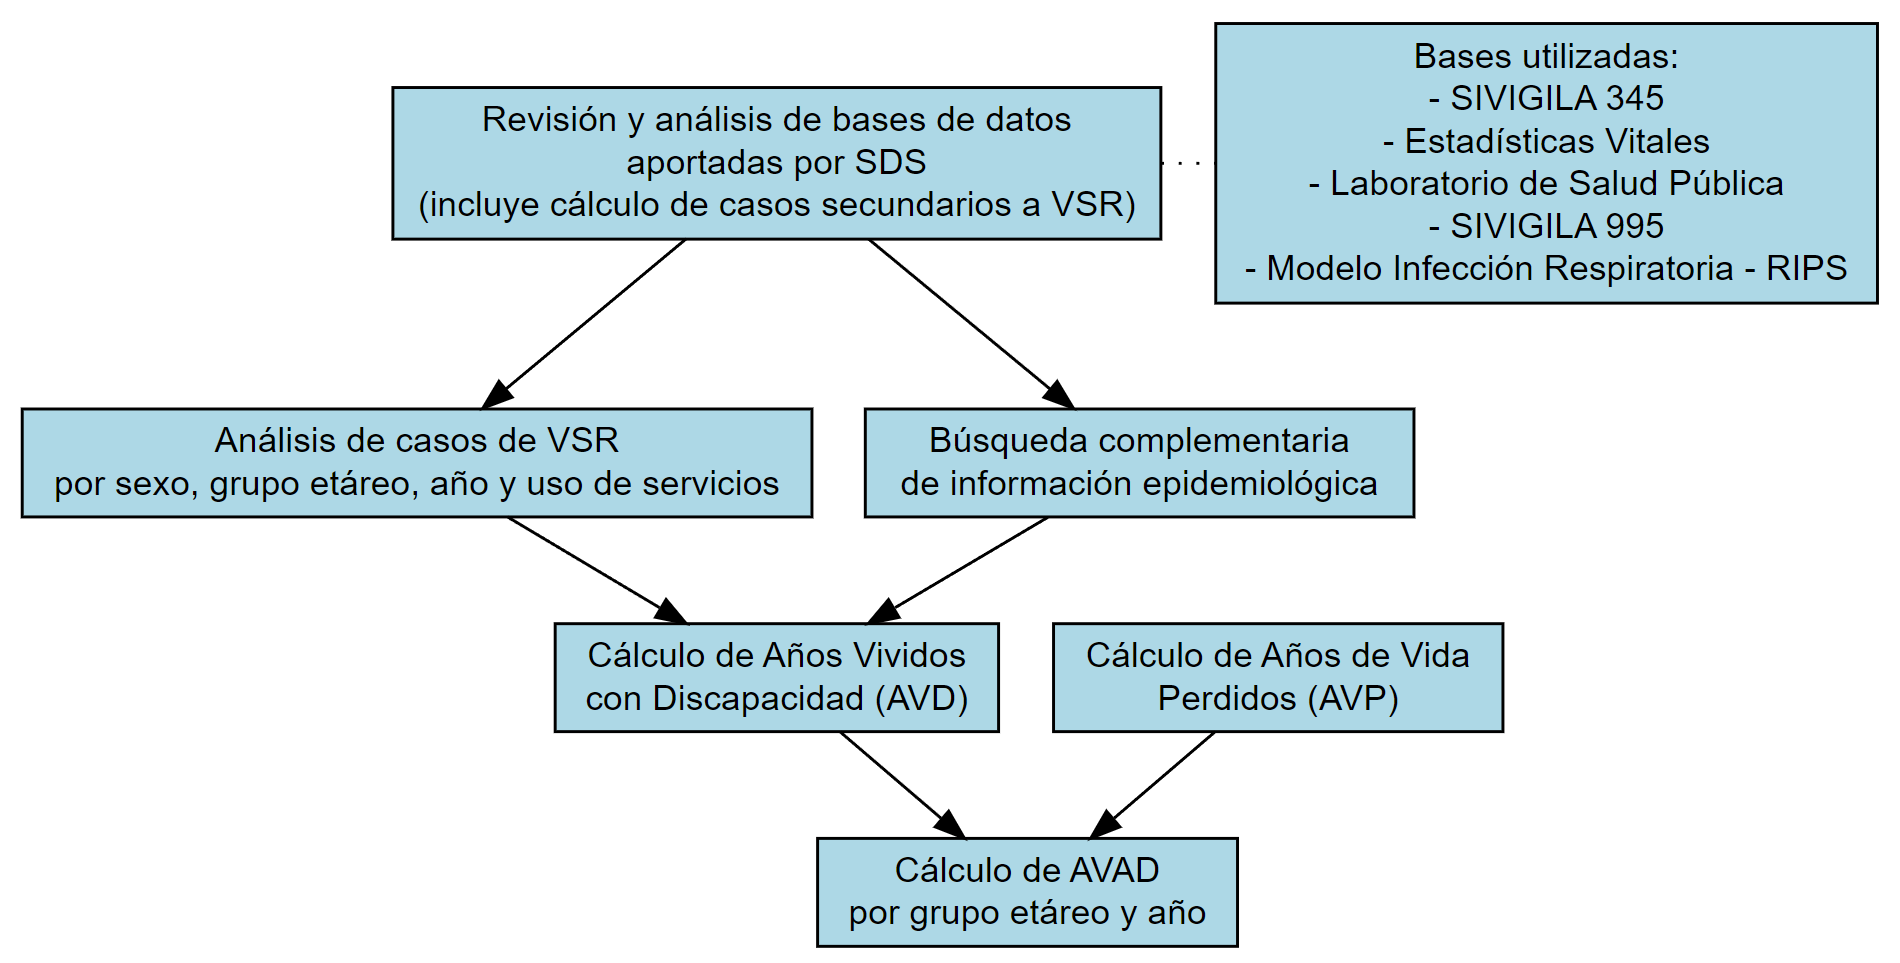 Revisión y análisis de bases de datos
aportadas por SDS
(incluye cálculo de casos secundarios a VSR)
Bases utilizadas:
- SIVIGILA 345
- Estadísticas Vitales
- Laboratorio de Salud Pública
- SIVIGILA 995
- Modelo Infección Respiratoria - RIPS
Análisis de casos de VSR
por sexo, grupo etáreo, año y uso de servicios
Búsqueda complementaria
de información epidemiológica
Cálculo de Años Vividos
con Discapacidad (AVD)
Cálculo de Años de Vida
Perdidos (AVP)
Cálculo de AVAD
por grupo etáreo y año